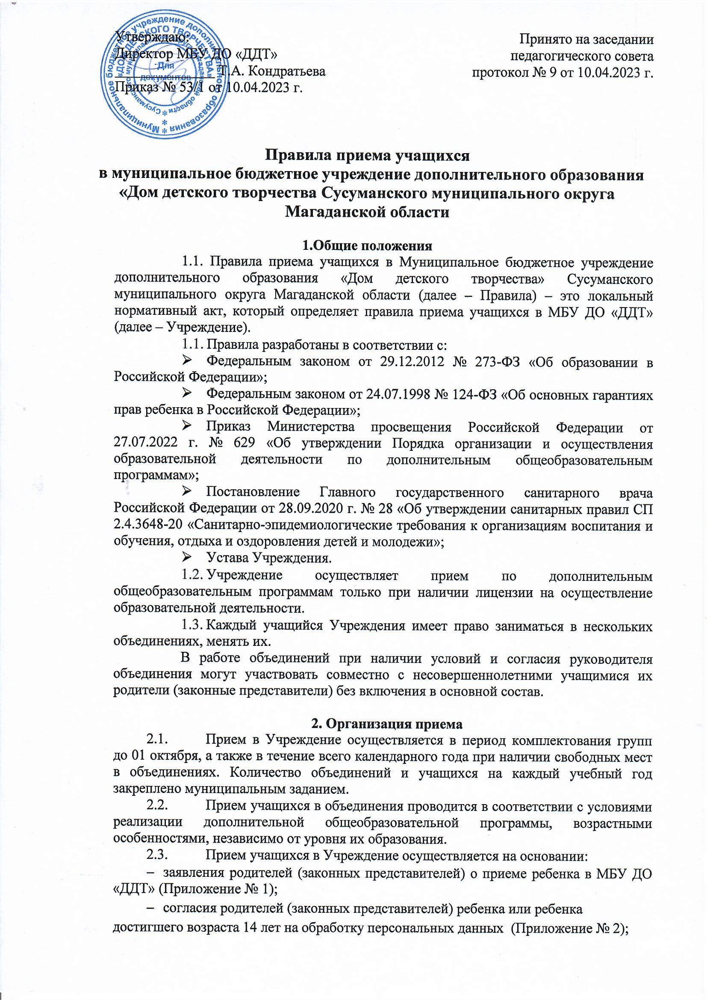 Утверждаю:
Директор МБУ ДО «ДДТ»
Т.А. Кондратьева
Приказ № 53/1 от 10.04.2023 г.
Муниципальное бюджетное учреждение дополнительного образования *
«ДОМ ДЕТСКОГО ТВОРЧЕСТВА» *
Сусуманского муниципального округа Магаданской области *
Для
документов
Принято на заседании
педагогического совета
протокол № 9 от 10.04.2023 г.
Правила приема учащихся
в муниципальное бюджетное учреждение дополнительного образования
«Дом детского творчества Сусуманского муниципального округа
Магаданской области
1.Общие положения
1.1. Правила приема учащихся в Муниципальное бюджетное учреждение
дополнительного образования «Дом детского творчества» Сусуманского
муниципального округа Магаданской области (далее – Правила) – это локальный
нормативный акт, который определяет правила приема учащихся в МБУ ДО «ДДТ»
(далее – Учреждение).
1.1. Правила разработаны в соответствии с:
➢ Федеральным законом от 29.12.2012 № 273-ФЗ «Об образовании в
Российской Федерации»;
➢ Федеральным законом от 24.07.1998 № 124-ФЗ «Об основных гарантиях
прав ребенка в Российской Федерации»;
➢ Приказ Министерства просвещения Российской Федерации от
27.07.2022 г. № 629 «Об утверждении Порядка организации и осуществления
образовательной деятельности по дополнительным общеобразовательным
программам»;
➢ Постановление Главного государственного санитарного врача
Российской Федерации от 28.09.2020 г. № 28 «Об утверждении санитарных правил СП
2.4.3648-20 «Санитарно-эпидемиологические требования к организациям воспитания и
обучения, отдыха и оздоровления детей и молодежи»;
➢ Устава Учреждения.
1.2. Учреждение осуществляет прием по дополнительным
общеобразовательным программам только при наличии лицензии на осуществление
образовательной деятельности.
1.3. Каждый учащийся Учреждения имеет право заниматься в нескольких
объединениях, менять их.
В работе объединений при наличии условий и согласия руководителя
объединения могут участвовать совместно с несовершеннолетними учащимися их
родители (законные представители) без включения в основной состав.
2. Организация приема
2.1. Прием в Учреждение осуществляется в период комплектования групп
до 01 октября, а также в течение всего календарного года при наличии свободных мест
в объединениях. Количество объединений и учащихся на каждый учебный год
закреплено муниципальным заданием.
2.2. Прием учащихся в объединения проводится в соответствии с условиями
реализации дополнительной общеобразовательной программы, возрастными
особенностями, независимо от уровня их образования.
2.3. Прием учащихся в Учреждение осуществляется на основании:
– заявления родителей (законных представителей) о приеме ребенка в МБУ ДО
«ДДТ» (Приложение № 1);
– согласия родителей (законных представителей) ребенка или ребенка
достигшего возраста 14 лет на обработку персональных данных (Приложение № 2);